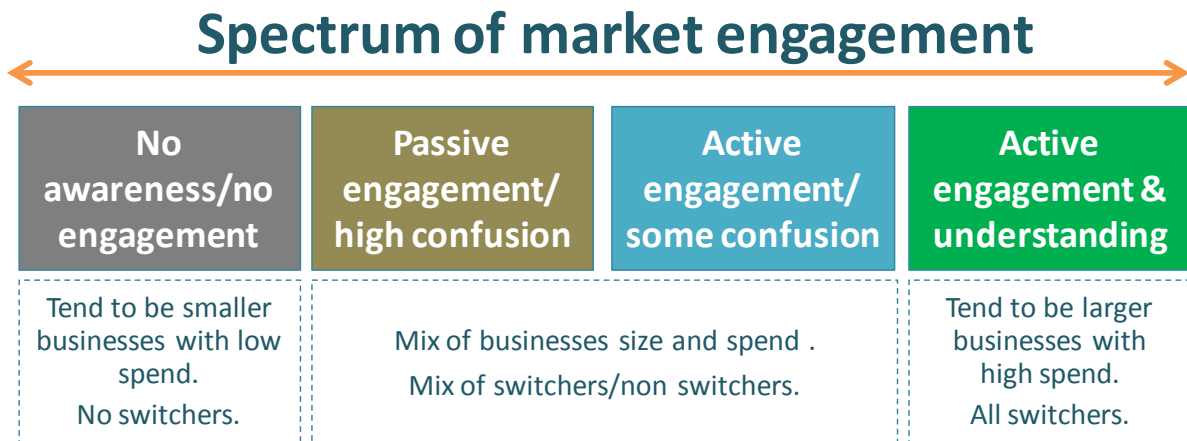 Spectrum of market engagement
No
awareness/no
engagement
Passive
engagement/
high confusion
Active
engagement/
some confusion
Active
engagement &
understanding
Tend to be smaller
businesses with low
spend.
No switchers.
Mix of businesses size and spend .
Mix of switchers/non switchers.
Tend to be larger
businesses with
high spend.
All switchers.